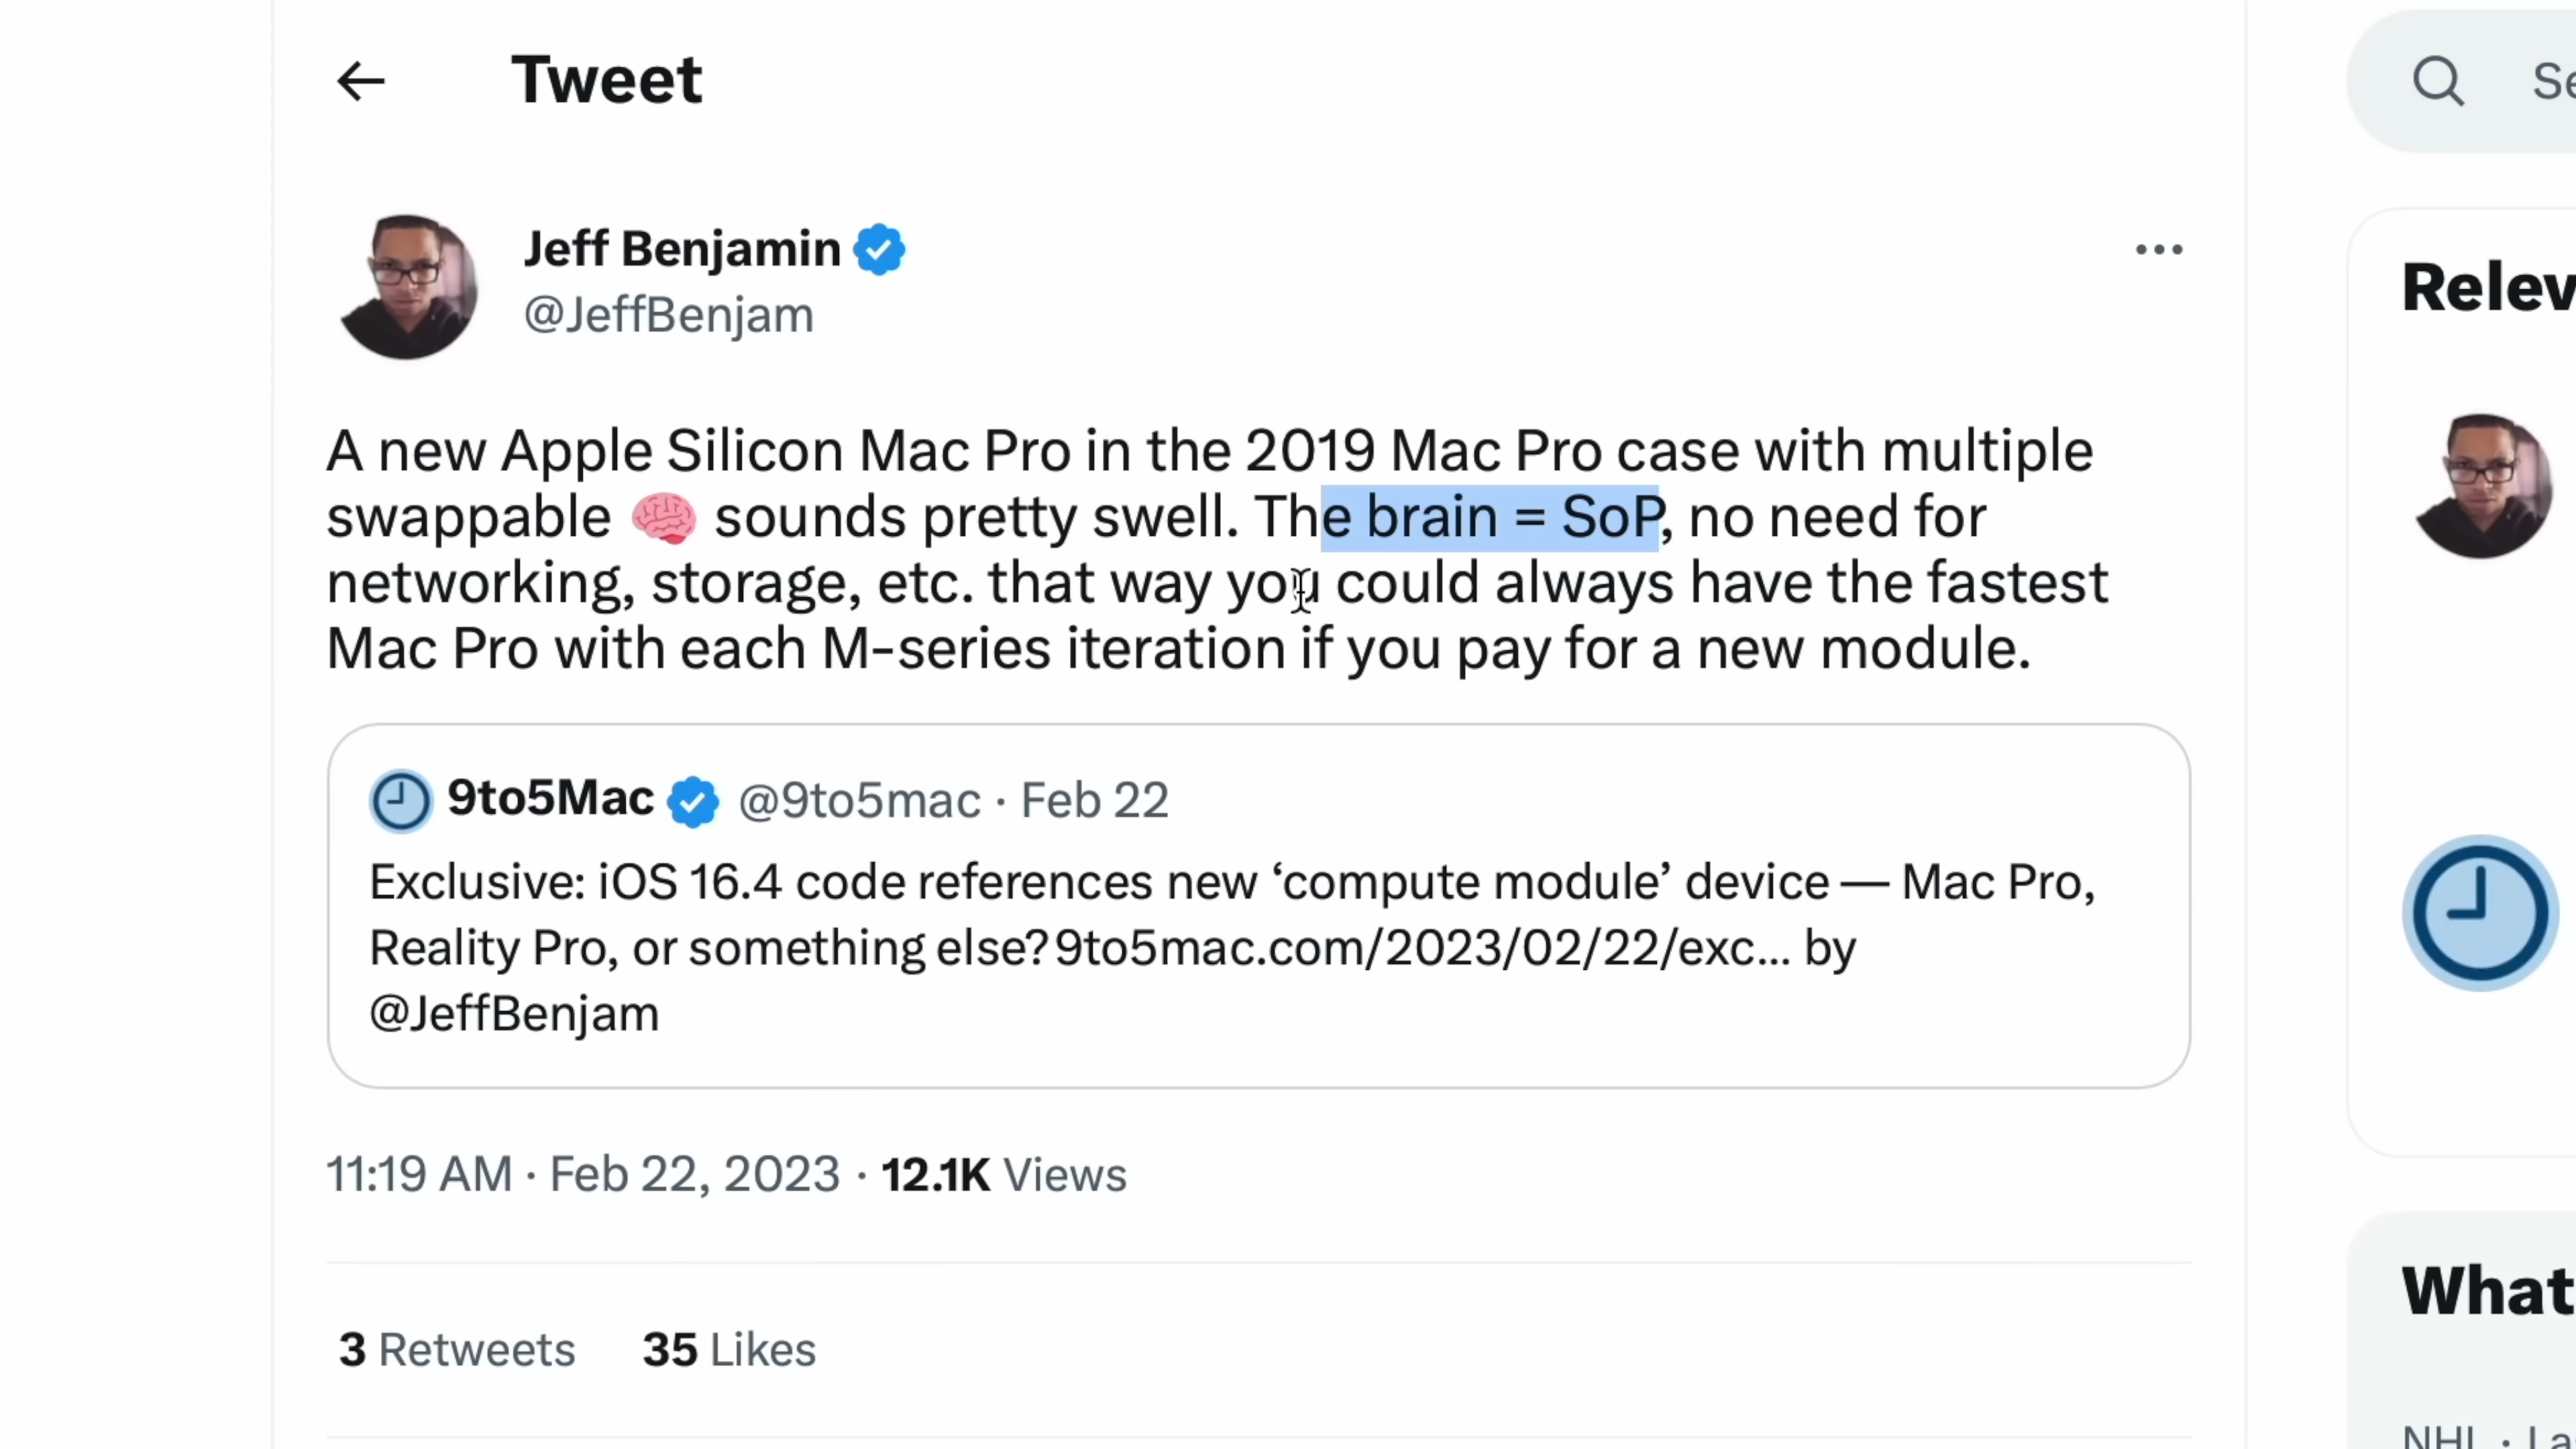 Tweet
Se
Jeff Benjamin
@JeffBenjam
Relev
A new Apple Silicon Mac Pro in the 2019 Mac Pro case with multiple
swappable 🧠 sounds pretty swell. The brain = SoP, no need for
networking, storage, etc. that way you could always have the fastest
Mac Pro with each M-series iteration if you pay for a new module.
9to5Mac @9to5mac · Feb 22
Exclusive: iOS 16.4 code references new ‘compute module’ device — Mac Pro,
Reality Pro, or something else? 9to5mac.com/2023/02/22/exc… by
@JeffBenjam
11:19 AM · Feb 22, 2023 · 12.1K Views
What
3 Retweets 35 Likes
NHL · La